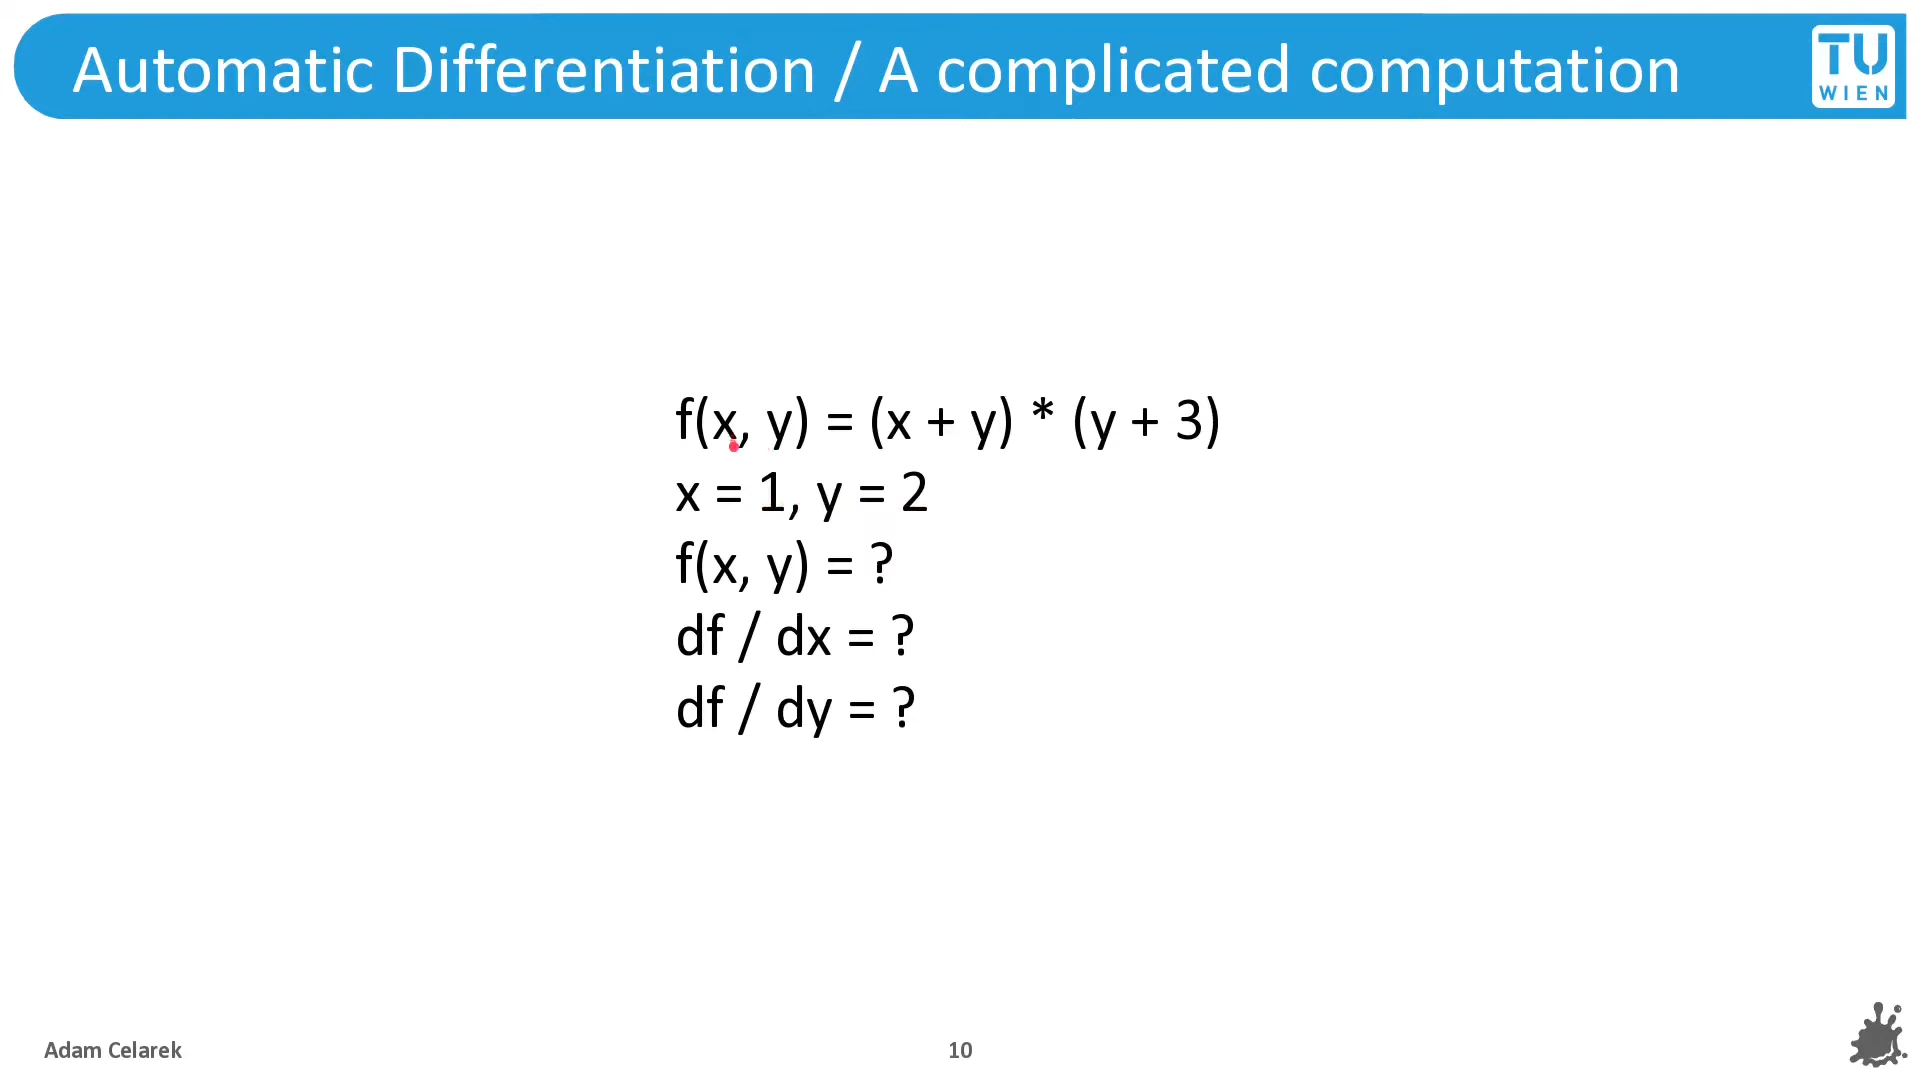 Automatic Differentiation / A complicated computation
TU
WIEN
f(x, y) = (x + y) * (y + 3)
x = 1, y = 2
f(x, y) = ?
df / dx = ?
df / dy = ?
Adam Celarek
10